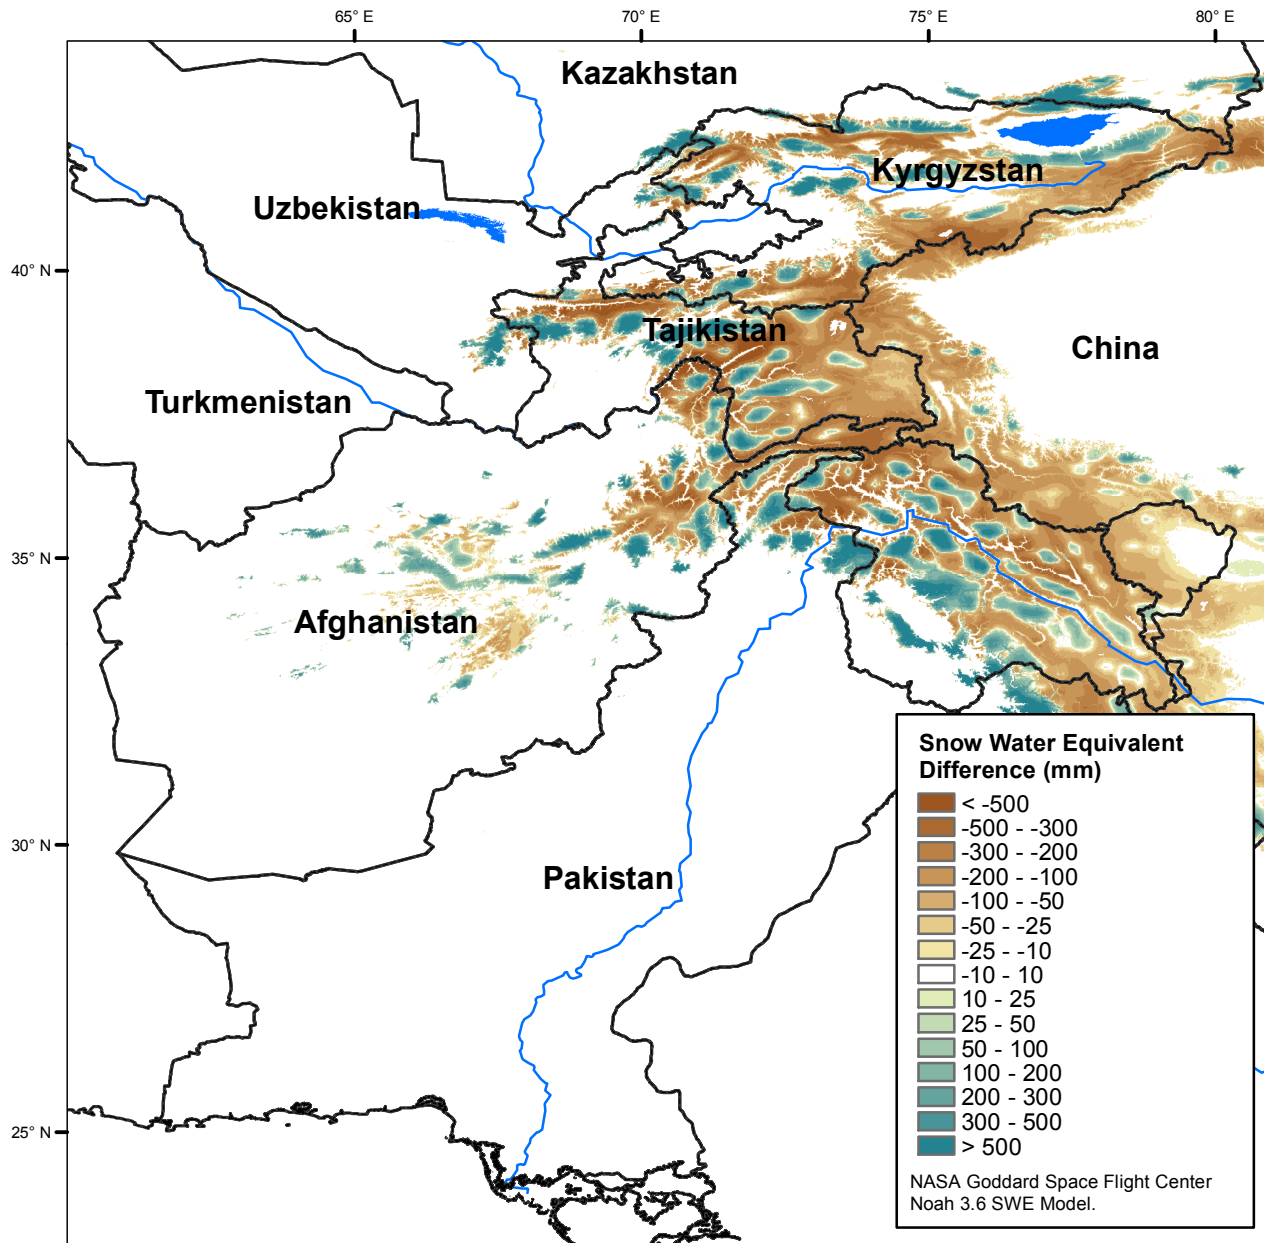 65° E
70° E
75° E
80° E
Kazakhstan
Kyrgyzstan
Uzbekistan
40° N
Tajikistan
China
Turkmenistan
35° N
Afghanistan
Snow Water Equivalent
Difference (mm)
< -500
-500 - -300
-300 - -200
-200 - -100
-100 - -50
-50 - -25
-25 - -10
-10 - 10
10 - 25
25 - 50
50 - 100
100 - 200
200 - 300
300 - 500
> 500
NASA Goddard Space Flight Center
Noah 3.6 SWE Model.
30° N
Pakistan
25° N